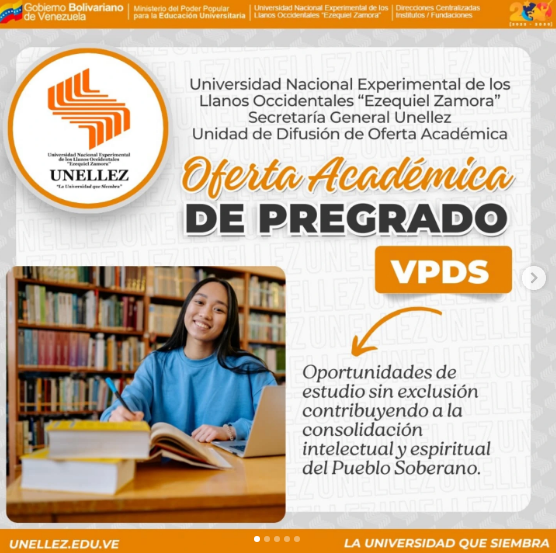 Gobierno Bolivariano
de Venezuela
Ministerio del Poder Popular
para la Educación Universitaria
Universidad Nacional Experimental de los
Llanos Occidentales "Ezequiel Zamora"
Direcciones Centralizadas
Institutos / Fundaciones
Universidad Nacional Experimental
de los Llanos Occidentales
"Ezequiel Zamora"
UNELLEZ
"La Universidad que Siembra"
Universidad Nacional Experimental de los
Llanos Occidentales "Ezequiel Zamora"
Secretaría General Unellez
Unidad de Difusión de Oferta Académica
Oferta Académica
DE PREGRADO
VPDS
Oportunidades de
estudio sin exclusión
contribuyendo a la
consolidación
intelectual y espiritual
del Pueblo Soberano.
UNELLEZ.EDU.VE
LA UNIVERSIDAD QUE SIEMBRA